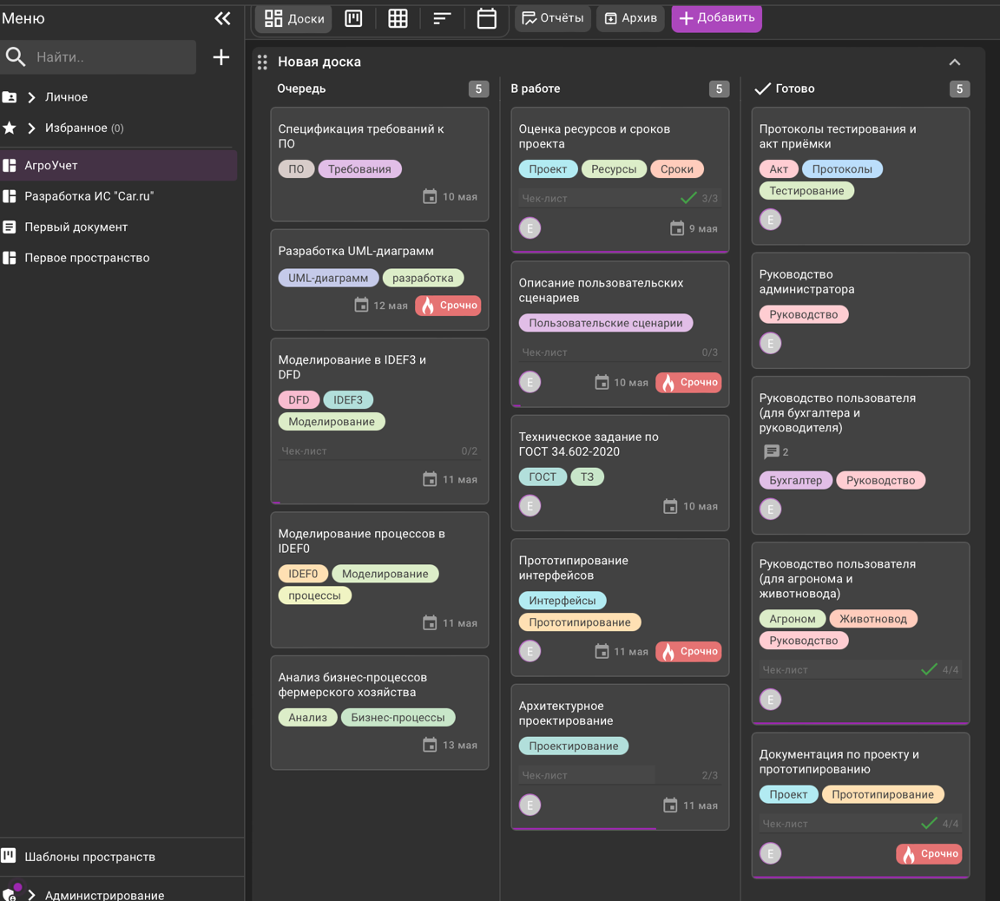 Меню
Найти..
Личное
Избранное (0)
АгроУчет
Разработка ИС "Car.ru"
Первый документ
Первое пространство
Шаблоны пространств
Администрирование
Доски
Отчёты
Архив
Добавить
Новая доска
Очередь 5
Спецификация требований к
ПО
ПО Требования
10 мая
Разработка UML-диаграмм
UML-диаграмм разработка
12 мая Срочно
Моделирование в IDEF3 и
DFD
DFD IDEF3
Моделирование
Чек-лист 0/2
11 мая
Моделирование процессов в
IDEF0
IDEF0 Моделирование
процессы
11 мая
Анализ бизнес-процессов
фермерского хозяйства
Анализ Бизнес-процессы
13 мая
В работе 5
Оценка ресурсов и сроков
проекта
Проект Ресурсы Сроки
Чек-лист 3/3
E 9 мая
Описание пользовательских
сценариев
Пользовательские сценарии
Чек-лист 0/3
E 10 мая Срочно
Техническое задание по
ГОСТ 34.602-2020
ГОСТ ТЗ
E 10 мая
Прототипирование
интерфейсов
Интерфейсы
Прототипирование
E 11 мая Срочно
Архитектурное
проектирование
Проектирование
Чек-лист 2/3
E 11 мая
Готово 5
Протоколы тестирования и
акт приёмки
Акт Протоколы
Тестирование
E
Руководство
администратора
Руководство
E
Руководство пользователя
(для бухгалтера и
руководителя)
2
Бухгалтер Руководство
E
Руководство пользователя
(для агронома и
животновода)
Агроном Животновод
Руководство
Чек-лист 4/4
E
Документация по проекту и
прототипированию
Проект Прототипирование
Чек-лист 4/4
E Срочно